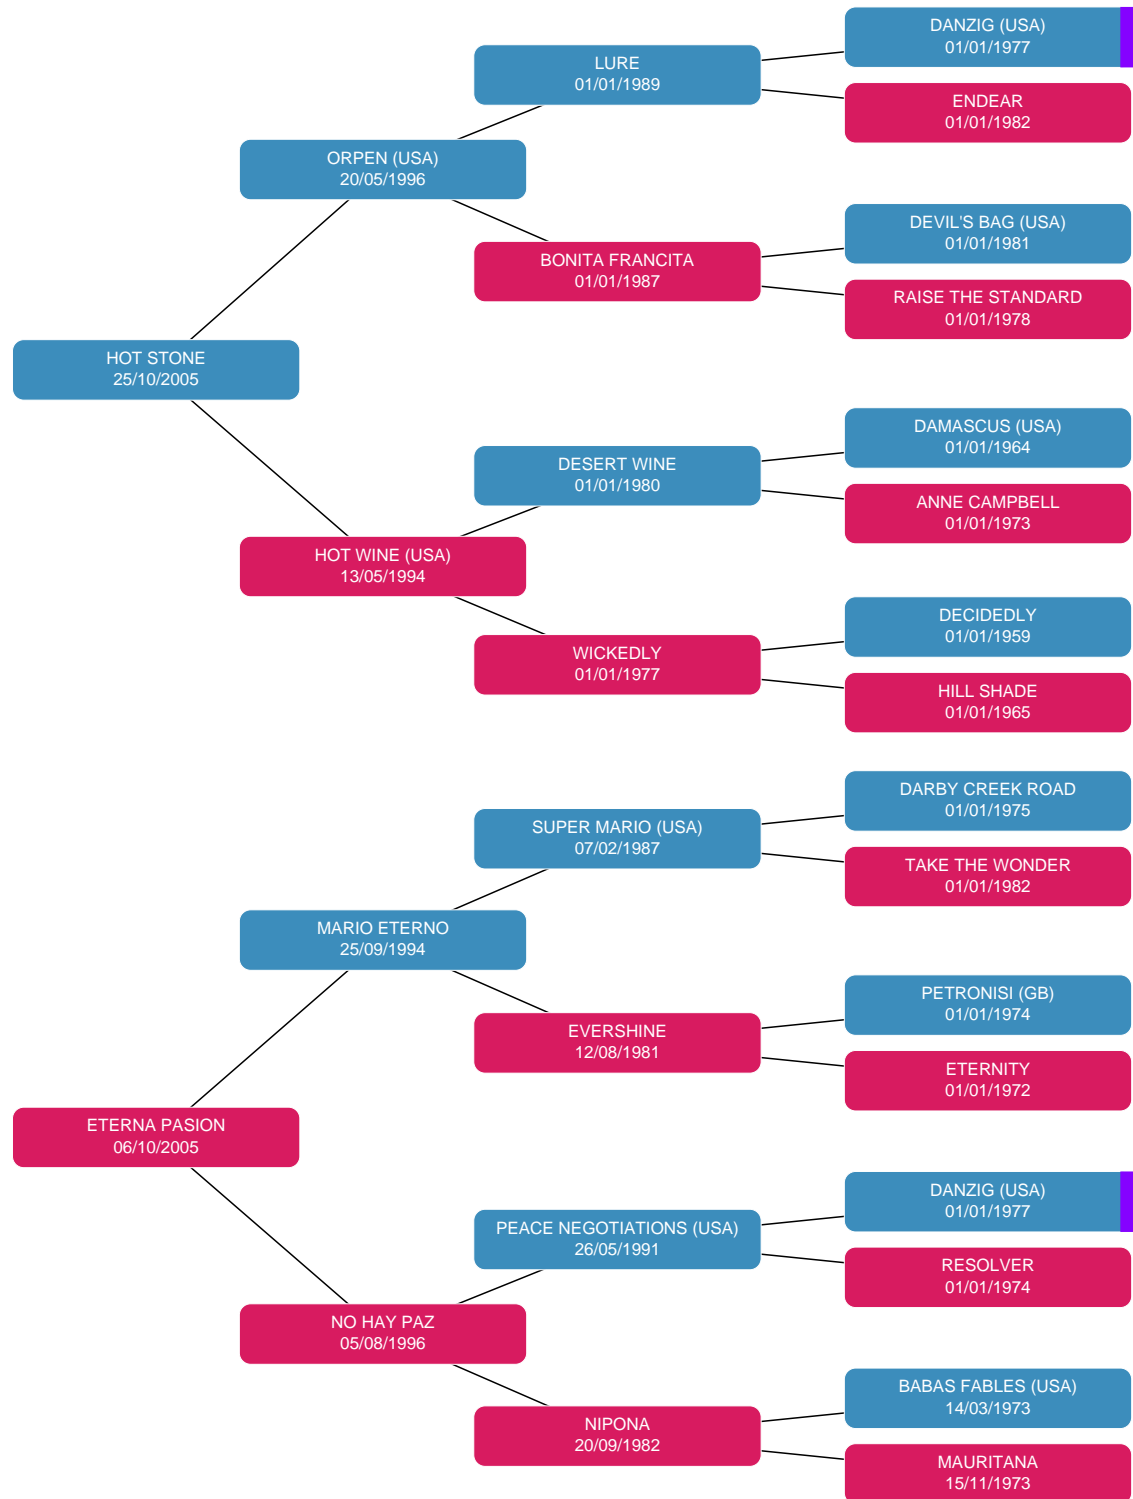 DANZIG (USA)
01/01/1977
LURE
01/01/1989
ENDEAR
01/01/1982
ORPEN (USA)
20/05/1996
DEVIL'S BAG (USA)
01/01/1981
BONITA FRANCITA
01/01/1987
RAISE THE STANDARD
01/01/1978
HOT STONE
25/10/2005
DAMASCUS (USA)
01/01/1964
DESERT WINE
01/01/1980
ANNE CAMPBELL
01/01/1973
HOT WINE (USA)
13/05/1994
DECIDEDLY
01/01/1959
WICKEDLY
01/01/1977
HILL SHADE
01/01/1965
DARBY CREEK ROAD
01/01/1975
SUPER MARIO (USA)
07/02/1987
TAKE THE WONDER
01/01/1982
MARIO ETERNO
25/09/1994
PETRONISI (GB)
01/01/1974
EVERSHINE
12/08/1981
ETERNITY
01/01/1972
ETERNA PASION
06/10/2005
DANZIG (USA)
01/01/1977
PEACE NEGOTIATIONS (USA)
26/05/1991
RESOLVER
01/01/1974
NO HAY PAZ
05/08/1996
BABAS FABLES (USA)
14/03/1973
NIPONA
20/09/1982
MAURITANA
15/11/1973